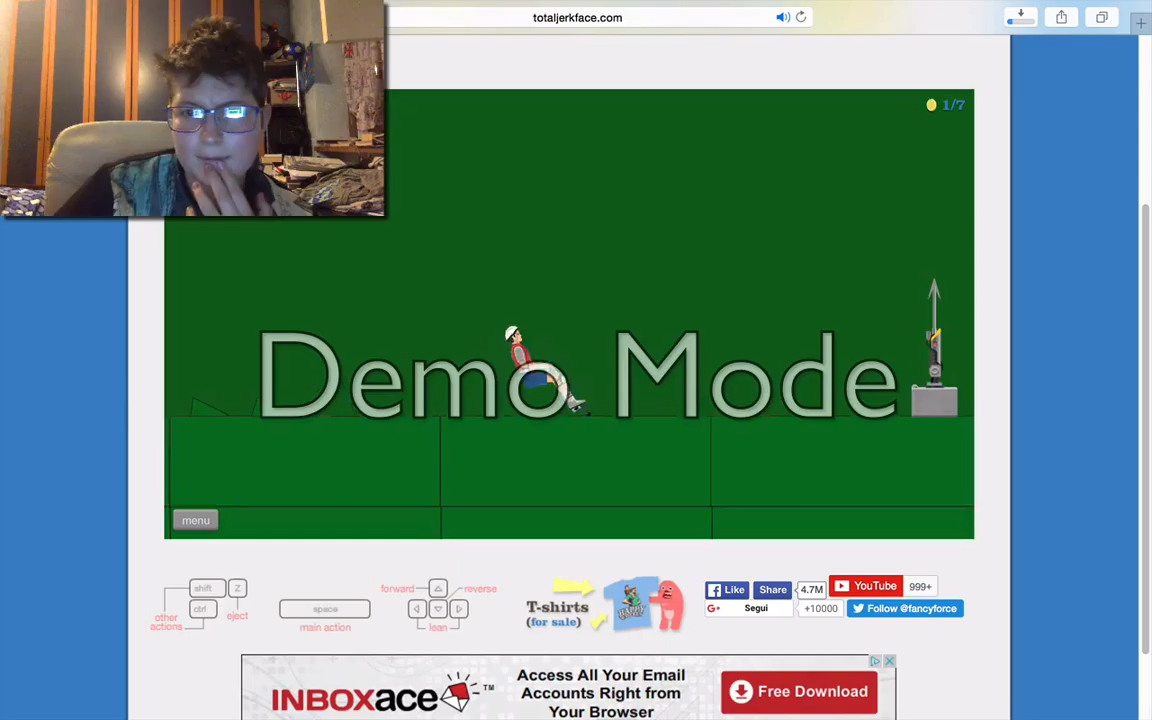 totaljerkface.com
1/7
Demo Mode
menu
shift
Z
ctrl
eject
other
actions
space
main action
forward
reverse
lean
T-shirts
(for sale)
Like
Share
4.7M
YouTube
999+
G+
Segui
+10000
Follow @fancyforce
INBOXace™
Access All Your Email
Accounts Right from
Your Browser
Free Download